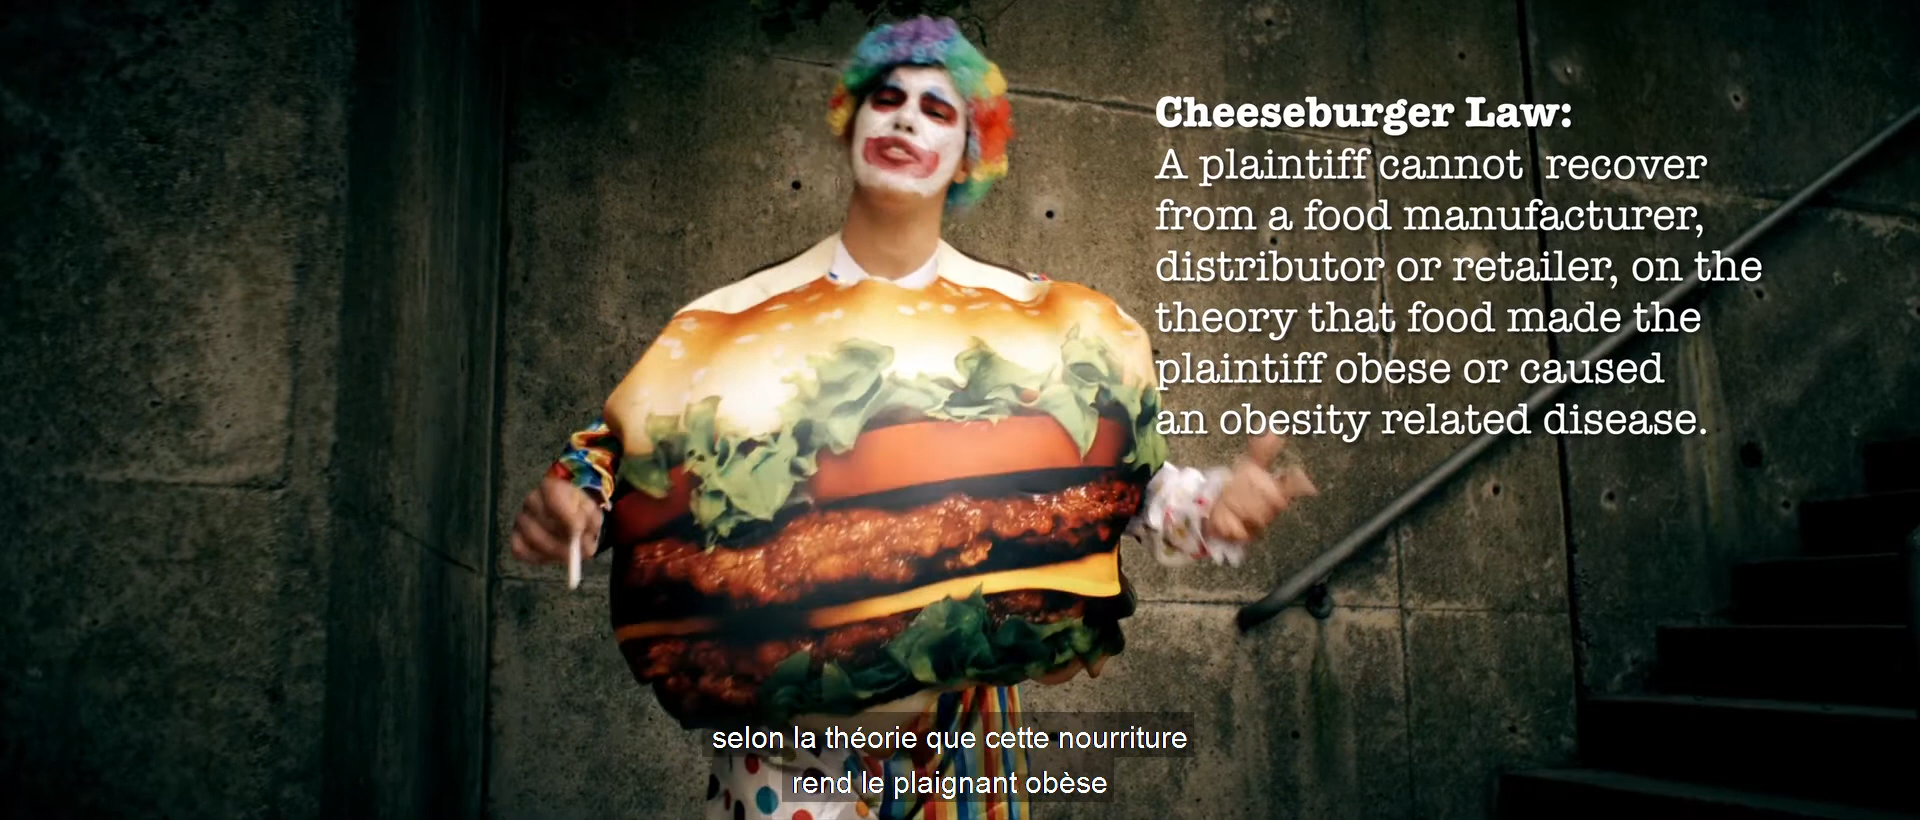 Cheeseburger Law:
A plaintiff cannot recover
from a food manufacturer,
distributor or retailer, on the
theory that food made the
plaintiff obese or caused
an obesity related disease.
selon la théorie que cette nourriture
rend le plaignant obèse